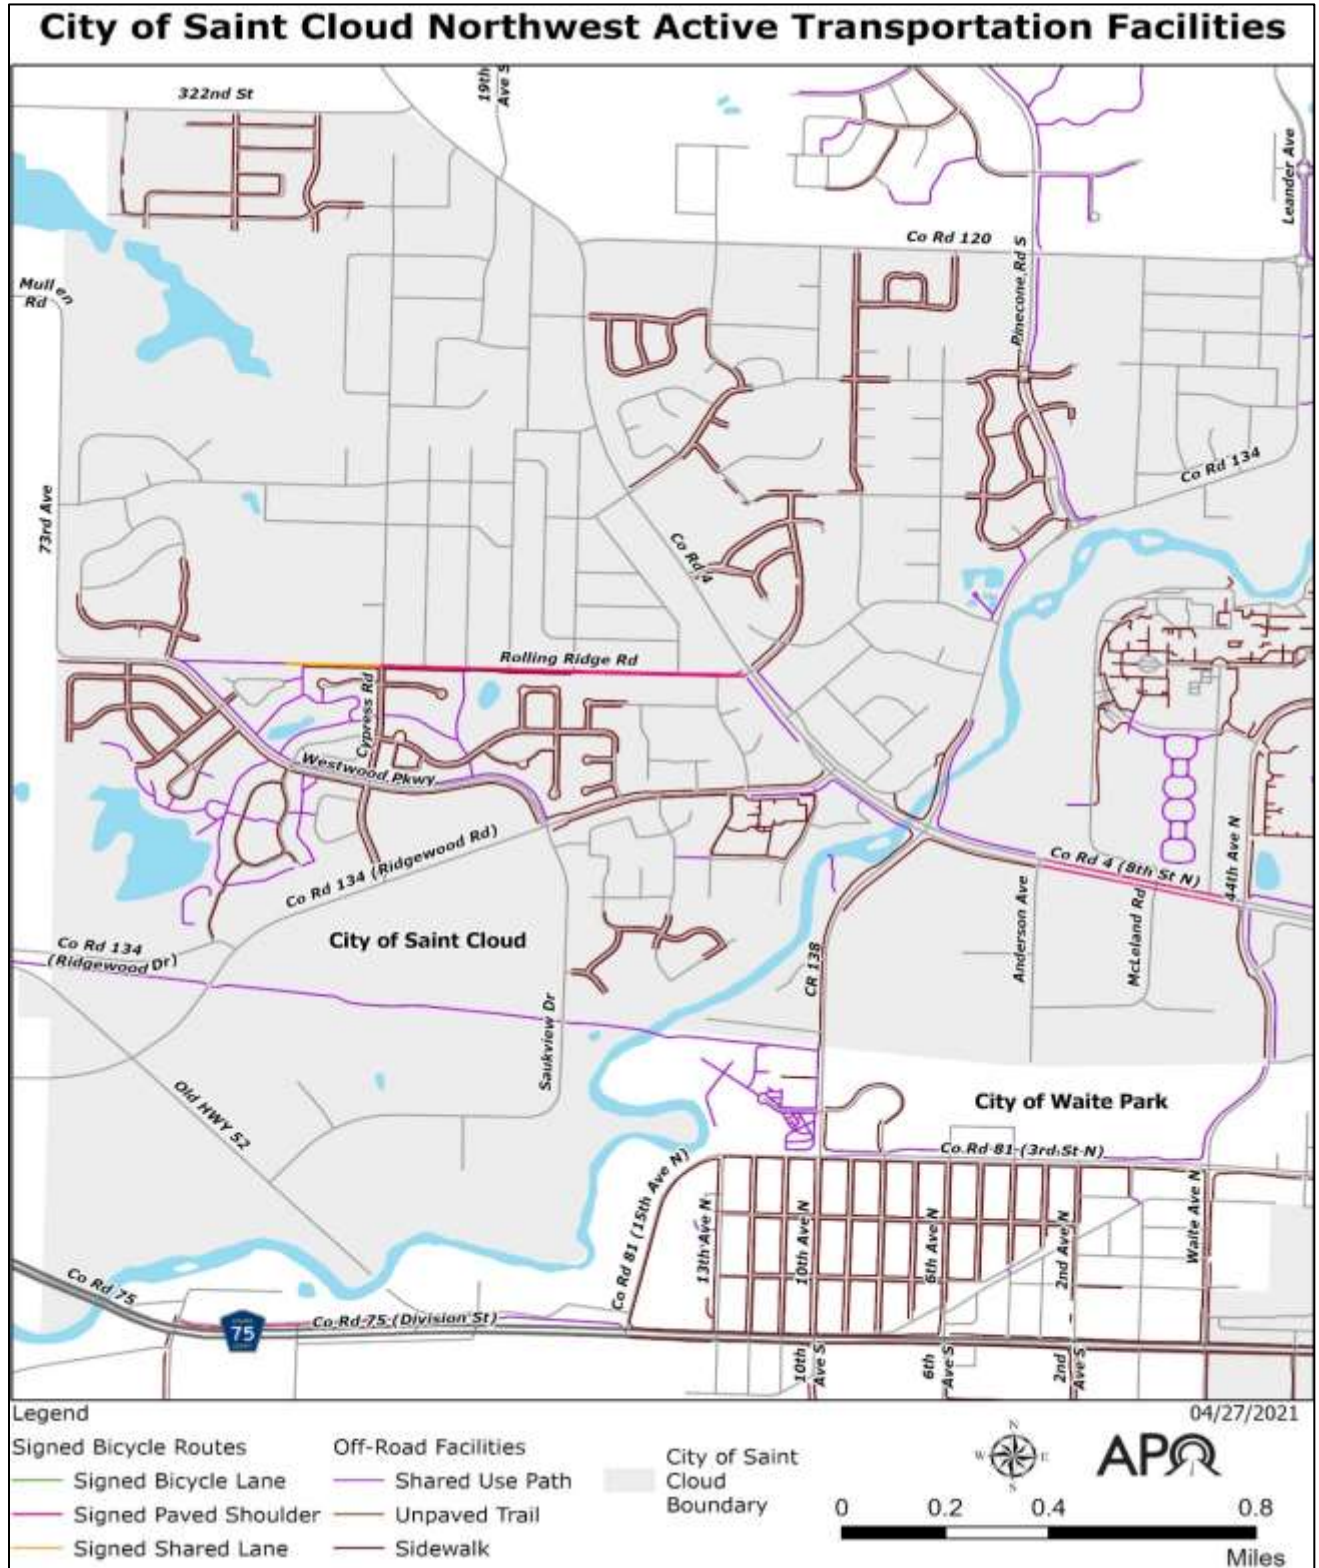 City of Saint Cloud Northwest Active Transportation Facilities
322nd St
19th
Ave S
Leander Ave
Co Rd 120
Pinecone Rd S
Mullen
Rd
Co Rd 134
73rd Ave
Co Rd 4
Rolling Ridge Rd
Cypress Rd
Westwood Pkwy
Co Rd 134 (Ridgewood Rd)
Co Rd 4 (8th St N)
44th Ave N
Anderson Ave
McLeland Rd
City of Saint Cloud
Co Rd 134
(Ridgewood Dr)
CR 138
Saukview Dr
Old HWY 52
City of Waite Park
Co Rd 81 (3rd St N)
Co Rd 81 (15th Ave N)
13th Ave N
10th Ave N
6th Ave N
2nd Ave N
Waite Ave N
Co Rd 75
75
Co Rd 75 (Division St)
10th
Ave S
6th
Ave S
2nd
Ave S
Legend
04/27/2021
Signed Bicycle Routes
Signed Bicycle Lane
Signed Paved Shoulder
Signed Shared Lane
Off-Road Facilities
Shared Use Path
Unpaved Trail
Sidewalk
City of Saint
Cloud
Boundary
N
W E
S
APO
0 0.2 0.4 0.8
Miles